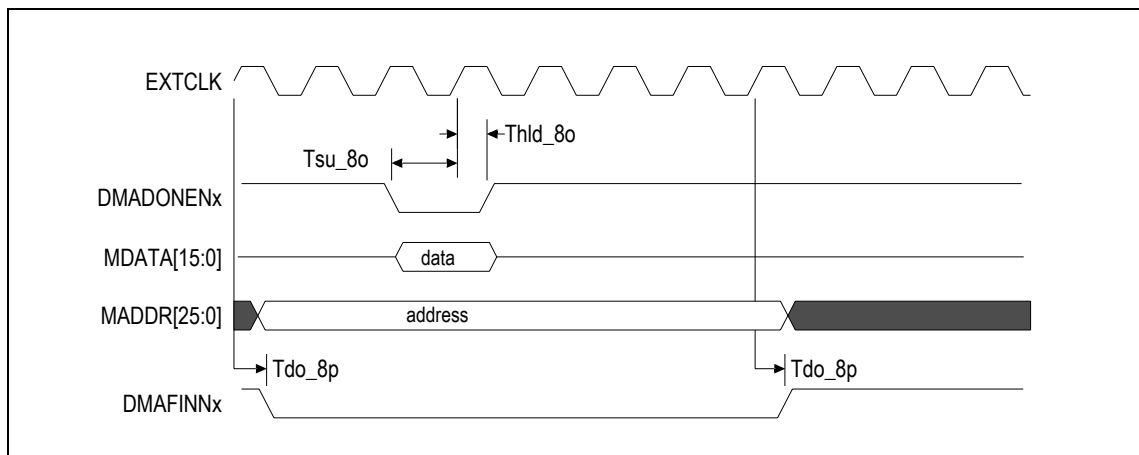 EXTCLK
Thld_8o
Tsu_8o
DMADONENx
MDATA[15:0] data
MADDR[25:0] address
Tdo_8p Tdo_8p
DMAFINNx